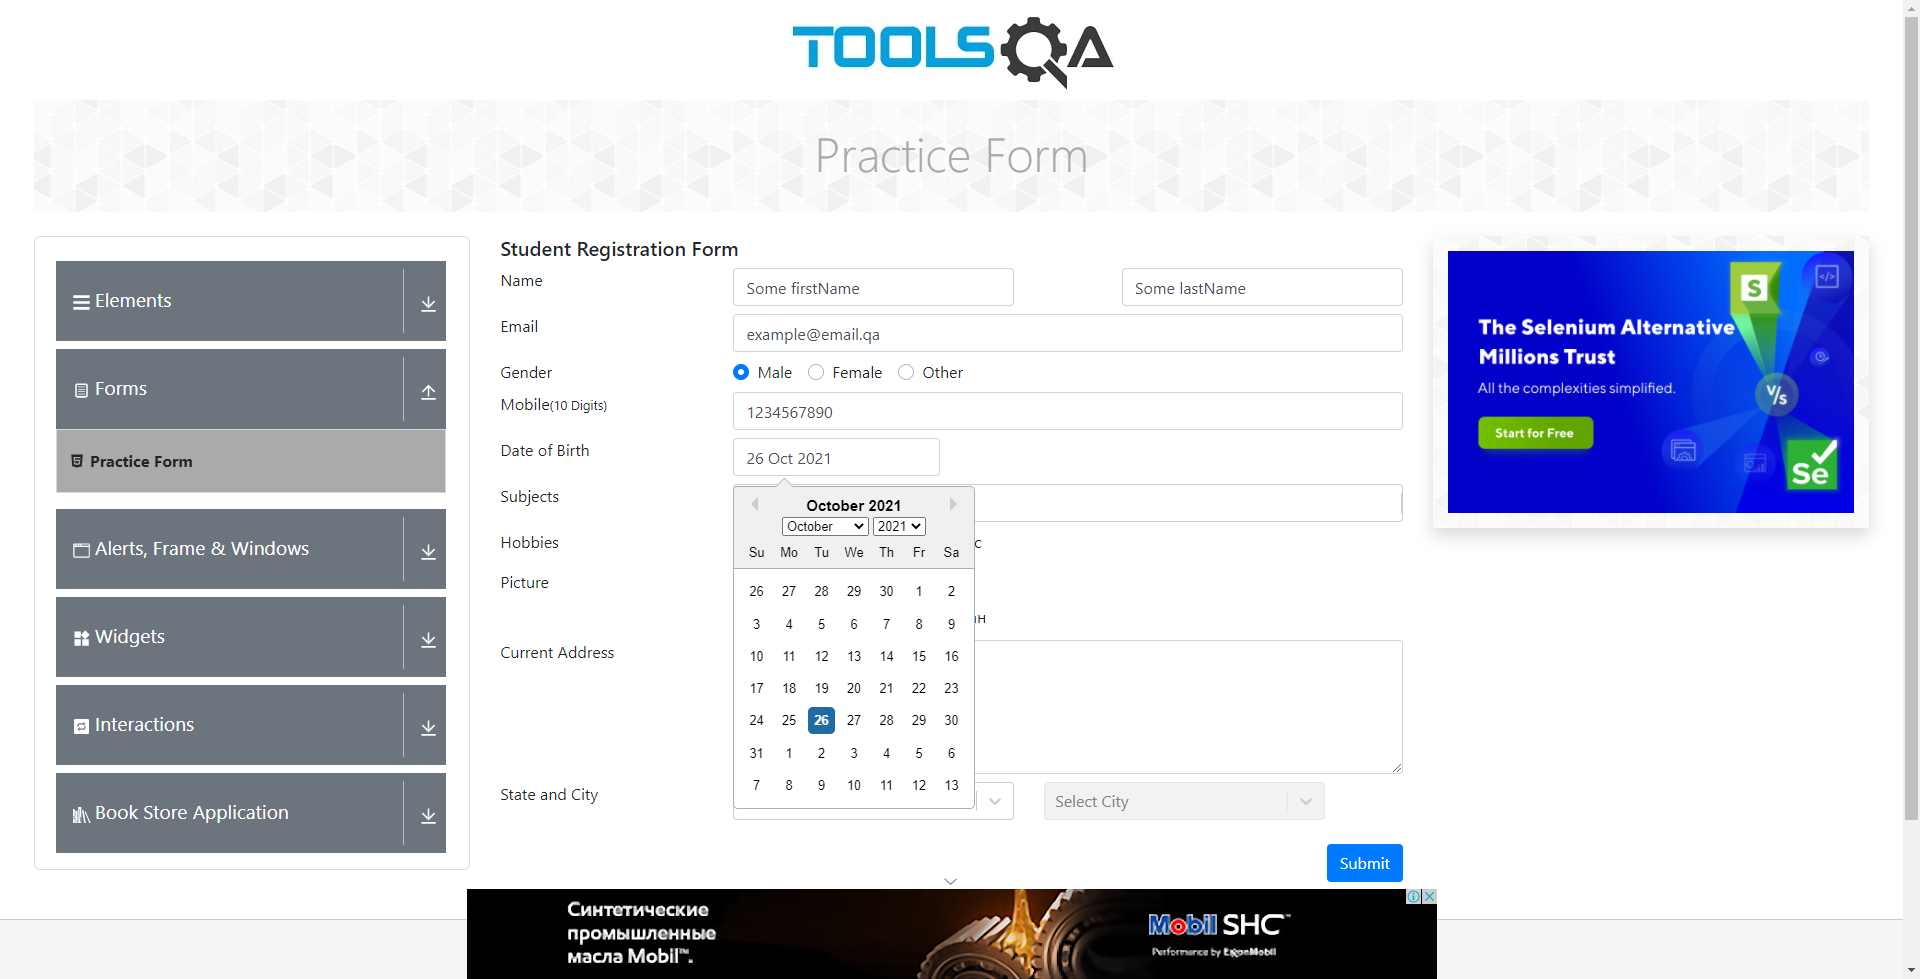 TOOLSQA
Practice Form
Elements
Forms
Practice Form
Alerts, Frame & Windows
Widgets
Interactions
Book Store Application
Student Registration Form
Name
Some firstName
Some lastName
Email
example@email.qa
Gender
Male
Female
Other
Mobile(10 Digits)
1234567890
Date of Birth
26 Oct 2021
Subjects
Hobbies
c
Picture
ан
Current Address
State and City
Select City
October 2021
October
2021
Su Mo Tu We Th Fr Sa
26 27 28 29 30 1 2
3 4 5 6 7 8 9
10 11 12 13 14 15 16
17 18 19 20 21 22 23
24 25 26 27 28 29 30
31 1 2 3 4 5 6
7 8 9 10 11 12 13
Submit
S
The Selenium Alternative
Millions Trust
All the complexities simplified.
Start for Free
V/s
Se
Синтетические
промышленные
масла Mobil™.
Mobil SHC™
Performance by ExxonMobil